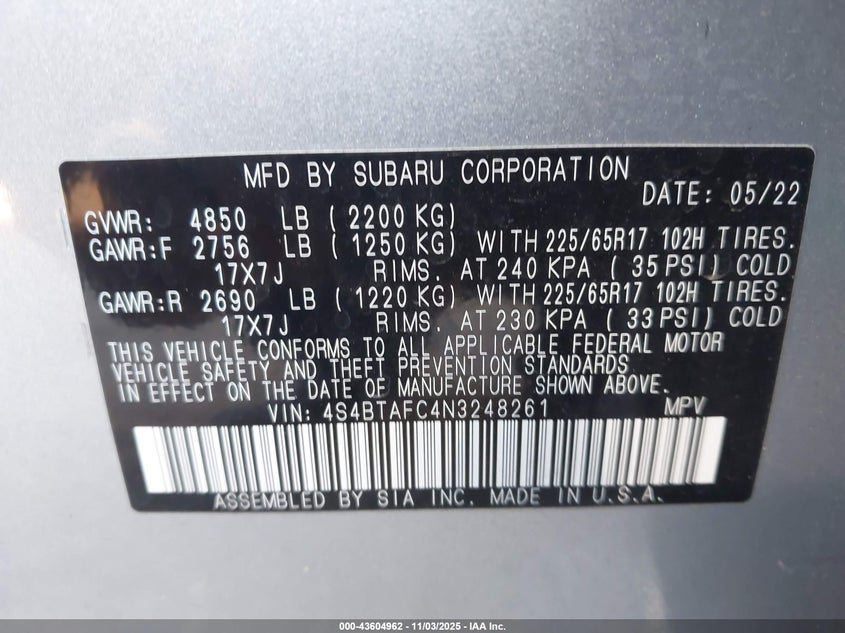 MFD BY SUBARU CORPORATION
DATE: 05/22
GVWR: 4850 LB ( 2200 KG)
GAWR:F 2756 LB ( 1250 KG) WITH 225/65R17 102H TIRES.
17X7J RIMS. AT 240 KPA ( 35 PSI) COLD
GAWR:R 2690 LB ( 1220 KG) WITH 225/65R17 102H TIRES.
17X7J RIMS. AT 230 KPA ( 33 PSI) COLD
THIS VEHICLE CONFORMS TO ALL APPLICABLE FEDERAL MOTOR
VEHICLE SAFETY AND THEFT PREVENTION STANDARDS
IN EFFECT ON THE DATE OF MANUFACTURE SHOWN ABOVE.
VIN: 4S4BTAFC4N3248261 MPV
ASSEMBLED BY SIA INC. MADE IN U.S.A.
000-43604962 - 11/03/2025 - IAA Inc.